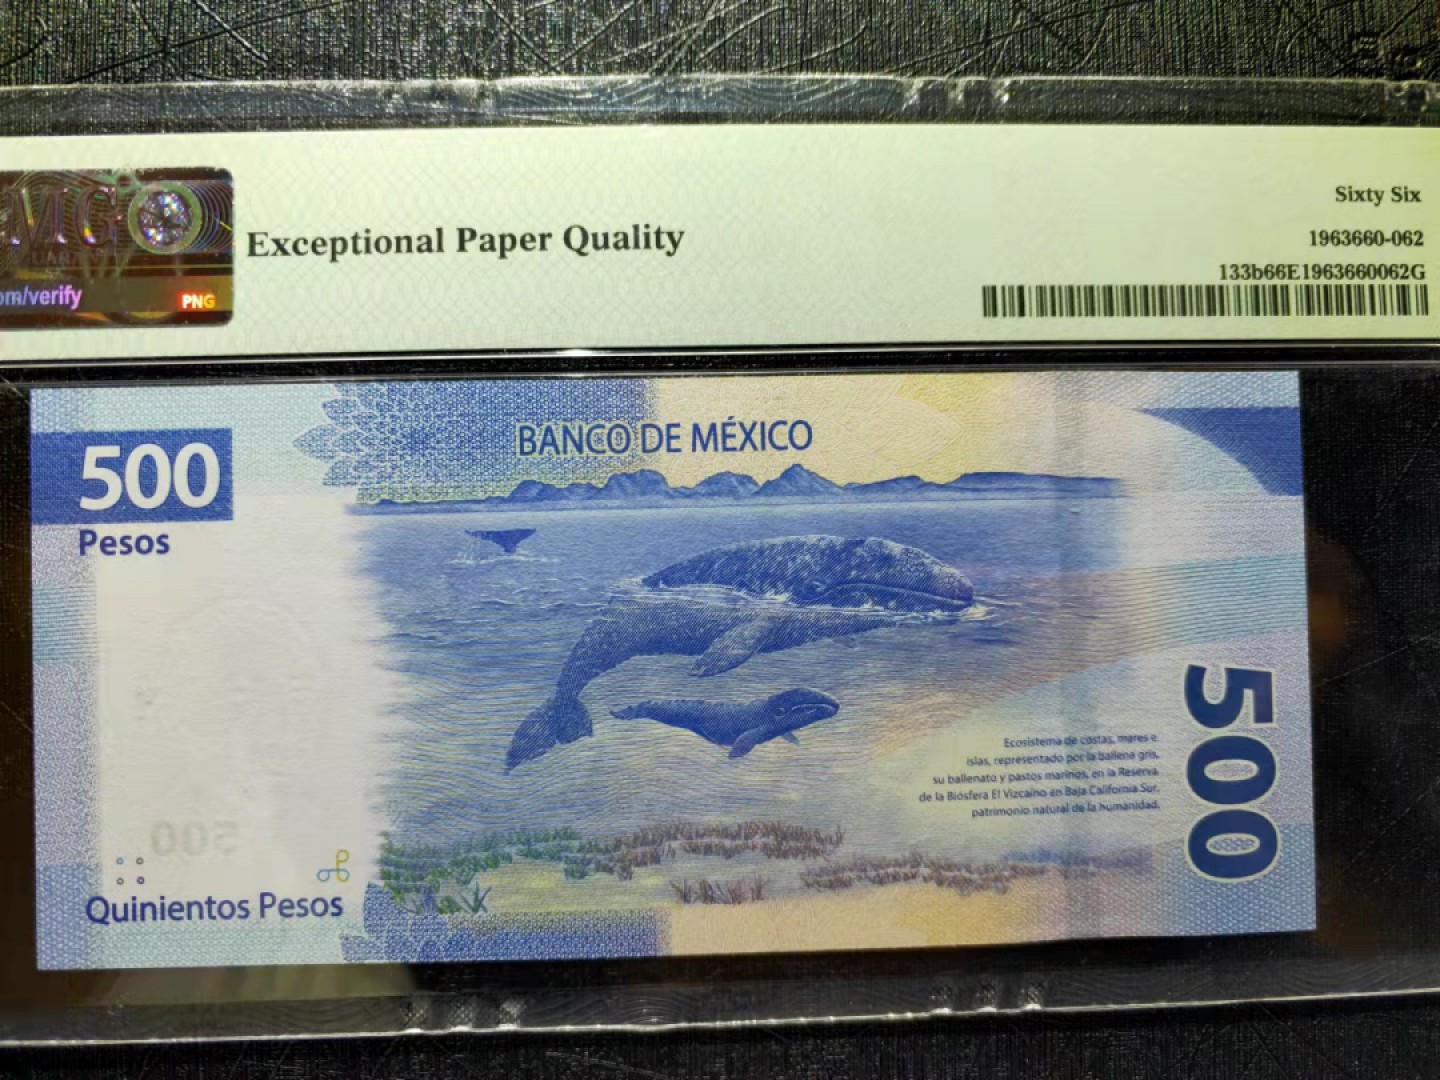 Sixty Six
1963660-062
133b66E1963660062G
MG
Exceptional Paper Quality
om/verify
PNG
BANCO DE MÉXICO
500
Pesos
Ecosistema de costas, mares e
islas, representado por la ballena gris,
su ballenato y pastos marinos, en la Reserva
de la Biósfera El Vizcaíno en Baja California Sur,
patrimonio natural de la humanidad.
500
500
Quinientos Pesos